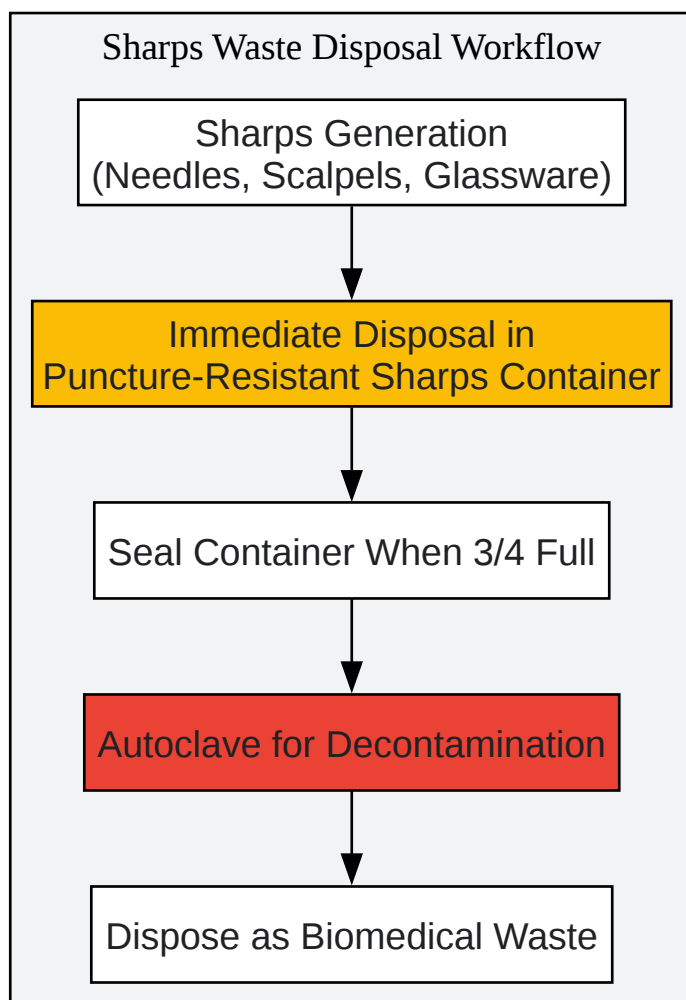 Sharps Waste Disposal Workflow
Sharps Generation
(Needles, Scalpels, Glassware)
Immediate Disposal in
Puncture-Resistant Sharps Container
Seal Container When 3/4 Full
Autoclave for Decontamination
Dispose as Biomedical Waste